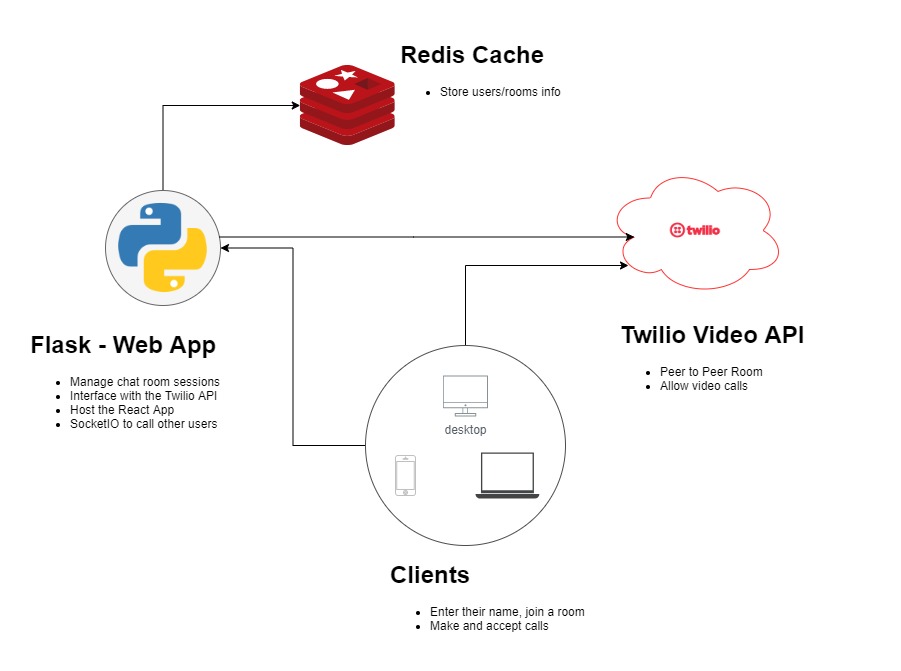 Redis Cache
Store users/rooms info
twilio
Flask - Web App
Manage chat room sessions
Interface with the Twilio API
Host the React App
SocketIO to call other users
Twilio Video API
Peer to Peer Room
Allow video calls
desktop
Clients
Enter their name, join a room
Make and accept calls